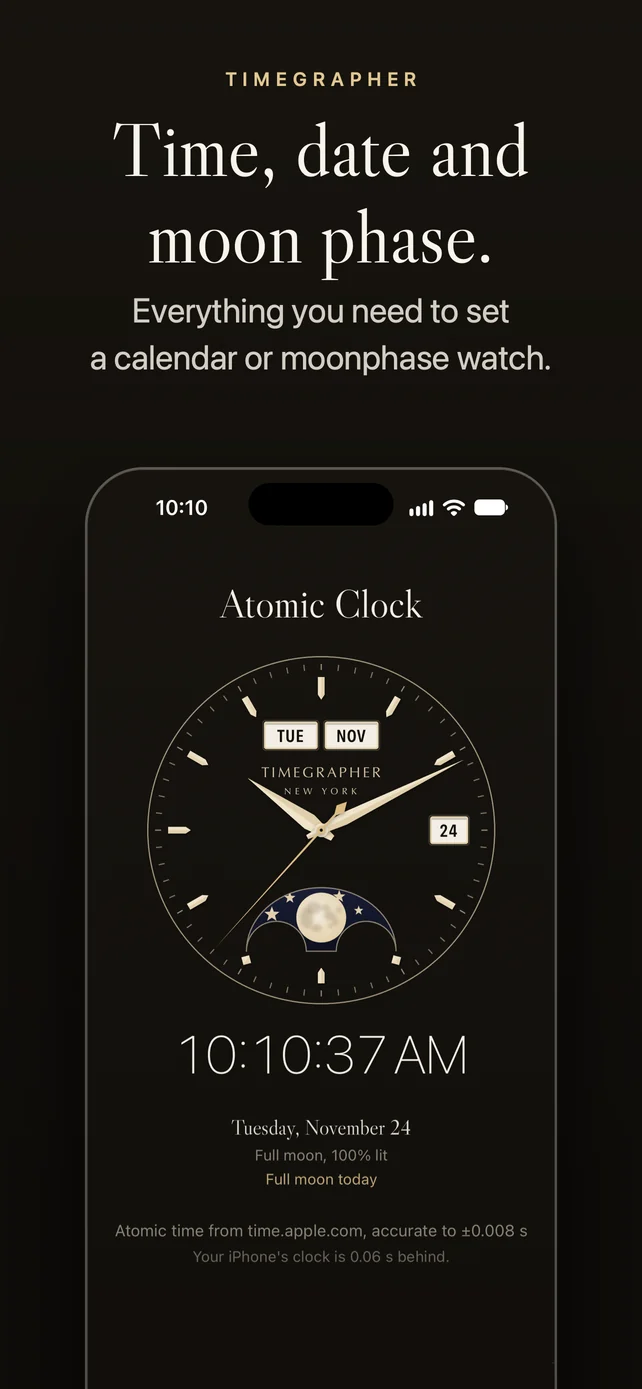 TIMEGRAPHER
Time, date and
moon phase.
Everything you need to set
a calendar or moonphase watch.
10:10
Atomic Clock
TUE NOV
TIMEGRAPHER
NEW YORK
24
10:10:37 AM
Tuesday, November 24
Full moon, 100% lit
Full moon today
Atomic time from time.apple.com, accurate to ±0.008 s
Your iPhone's clock is 0.06 s behind.